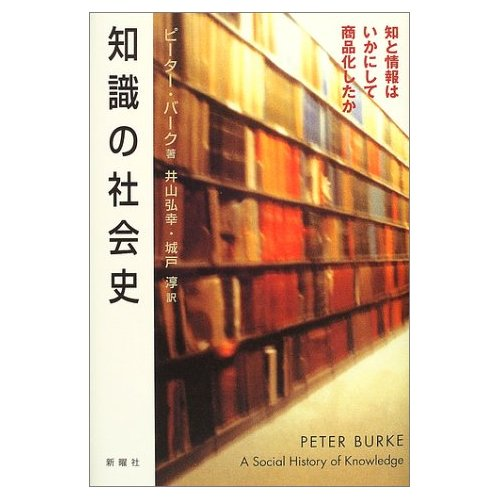 知と情報は
いかにして
商品化したか
ピーター・バーク 著 井山弘幸・城戸 淳 訳
知識の社会史
PETER BURKE
A Social History of Knowledge
新曜社